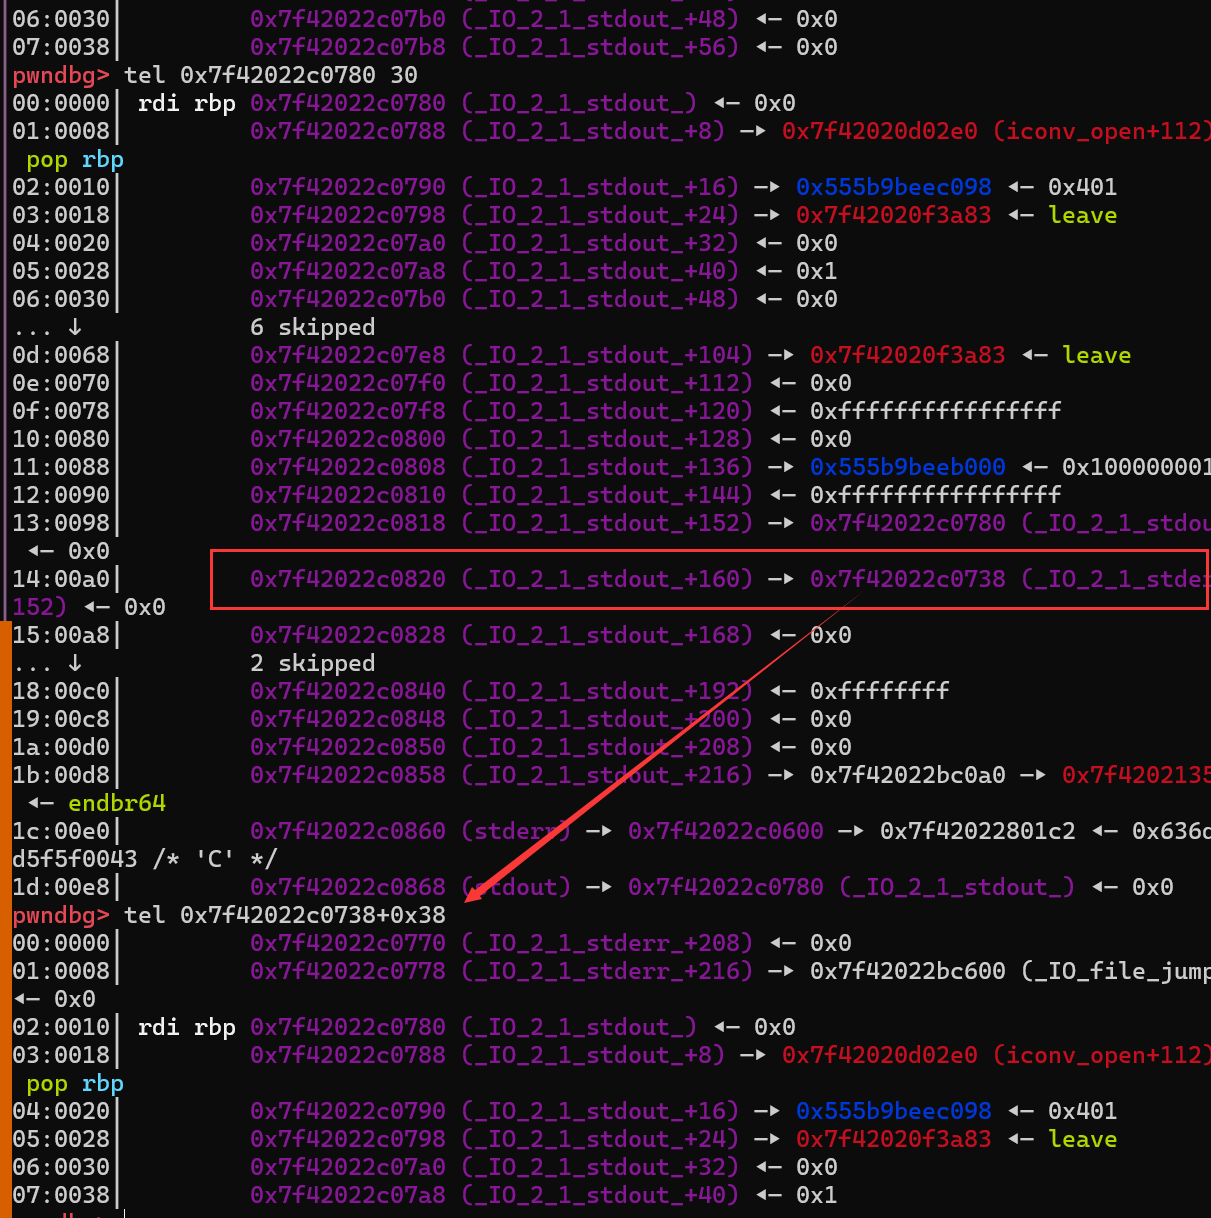 06:0030│ 0x7f42022c07b0 (_IO_2_1_stdout_+48) ◂— 0x0
07:0038│ 0x7f42022c07b8 (_IO_2_1_stdout_+56) ◂— 0x0
pwndbg> tel 0x7f42022c0780 30
00:0000│ rdi rbp 0x7f42022c0780 (_IO_2_1_stdout_) ◂— 0x0
01:0008│ 0x7f42022c0788 (_IO_2_1_stdout_+8) —▸ 0x7f42020d02e0 (iconv_open+112)
pop rbp
02:0010│ 0x7f42022c0790 (_IO_2_1_stdout_+16) —▸ 0x555b9beec098 ◂— 0x401
03:0018│ 0x7f42022c0798 (_IO_2_1_stdout_+24) —▸ 0x7f42020f3a83 ◂— leave
04:0020│ 0x7f42022c07a0 (_IO_2_1_stdout_+32) ◂— 0x0
05:0028│ 0x7f42022c07a8 (_IO_2_1_stdout_+40) ◂— 0x1
06:0030│ 0x7f42022c07b0 (_IO_2_1_stdout_+48) ◂— 0x0
... ↓ 6 skipped
0d:0068│ 0x7f42022c07e8 (_IO_2_1_stdout_+104) —▸ 0x7f42020f3a83 ◂— leave
0e:0070│ 0x7f42022c07f0 (_IO_2_1_stdout_+112) ◂— 0x0
0f:0078│ 0x7f42022c07f8 (_IO_2_1_stdout_+120) ◂— 0xffffffffffffffff
10:0080│ 0x7f42022c0800 (_IO_2_1_stdout_+128) ◂— 0x0
11:0088│ 0x7f42022c0808 (_IO_2_1_stdout_+136) —▸ 0x555b9beeb000 ◂— 0x100000001
12:0090│ 0x7f42022c0810 (_IO_2_1_stdout_+144) ◂— 0xffffffffffffffff
13:0098│ 0x7f42022c0818 (_IO_2_1_stdout_+152) —▸ 0x7f42022c0780 (_IO_2_1_stdou
◂— 0x0
14:00a0│ 0x7f42022c0820 (_IO_2_1_stdout_+160) —▸ 0x7f42022c0738 (_IO_2_1_stde
152) ◂— 0x0
15:00a8│ 0x7f42022c0828 (_IO_2_1_stdout_+168) ◂— 0x0
... ↓ 2 skipped
18:00c0│ 0x7f42022c0840 (_IO_2_1_stdout_+192) ◂— 0xffffffff
19:00c8│ 0x7f42022c0848 (_IO_2_1_stdout_+200) ◂— 0x0
1a:00d0│ 0x7f42022c0850 (_IO_2_1_stdout_+208) ◂— 0x0
1b:00d8│ 0x7f42022c0858 (_IO_2_1_stdout_+216) —▸ 0x7f42022bc0a0 —▸ 0x7f4202135
◂— endbr64
1c:00e0│ 0x7f42022c0860 (stderr) —▸ 0x7f42022c0600 —▸ 0x7f42022801c2 ◂— 0x636d
d5f5f0043 /* 'C' */
1d:00e8│ 0x7f42022c0868 (stdout) —▸ 0x7f42022c0780 (_IO_2_1_stdout_) ◂— 0x0
pwndbg> tel 0x7f42022c0738+0x38
00:0000│ 0x7f42022c0770 (_IO_2_1_stderr_+208) ◂— 0x0
01:0008│ 0x7f42022c0778 (_IO_2_1_stderr_+216) —▸ 0x7f42022bc600 (_IO_file_jump
◂— 0x0
02:0010│ rdi rbp 0x7f42022c0780 (_IO_2_1_stdout_) ◂— 0x0
03:0018│ 0x7f42022c0788 (_IO_2_1_stdout_+8) —▸ 0x7f42020d02e0 (iconv_open+112)
pop rbp
04:0020│ 0x7f42022c0790 (_IO_2_1_stdout_+16) —▸ 0x555b9beec098 ◂— 0x401
05:0028│ 0x7f42022c0798 (_IO_2_1_stdout_+24) —▸ 0x7f42020f3a83 ◂— leave
06:0030│ 0x7f42022c07a0 (_IO_2_1_stdout_+32) ◂— 0x0
07:0038│ 0x7f42022c07a8 (_IO_2_1_stdout_+40) ◂— 0x1